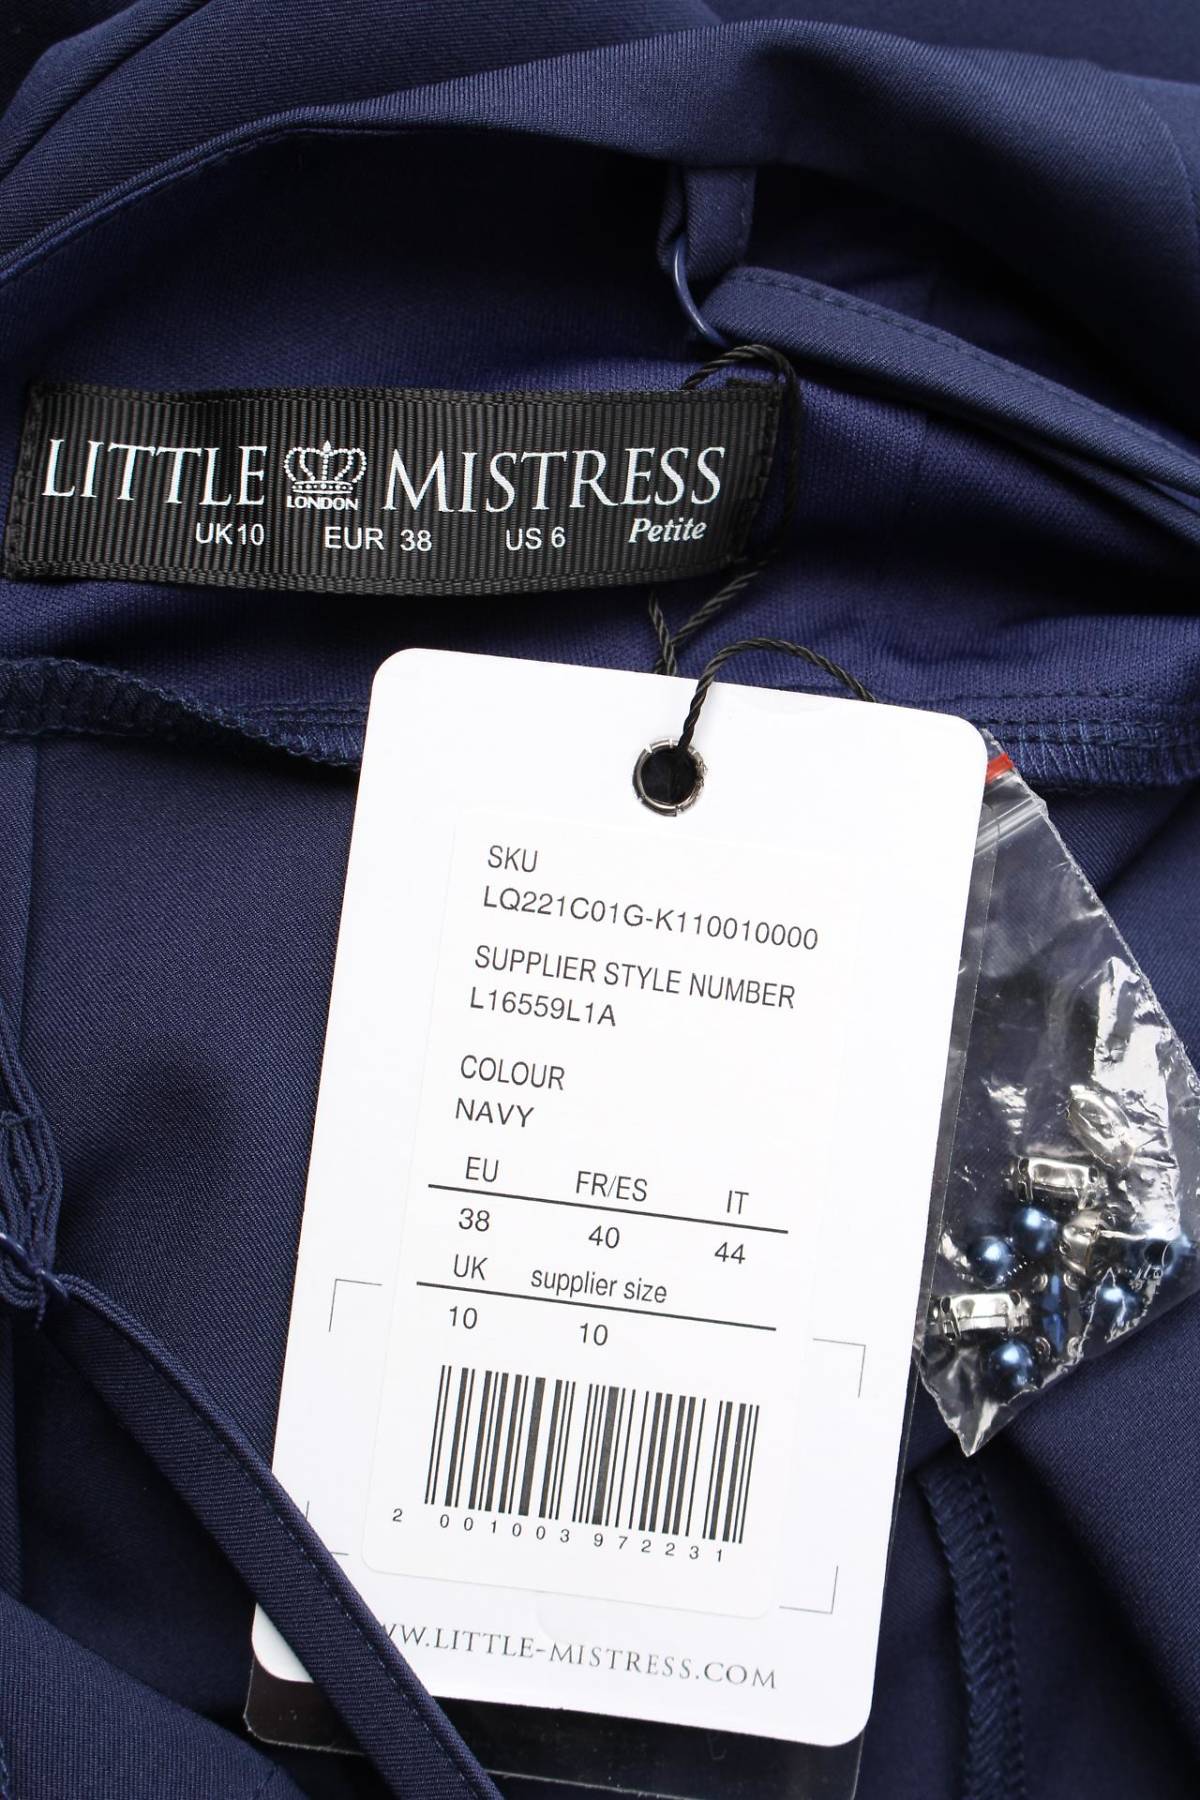 LITTLE LONDON MISTRESS
UK10 EUR 38 US 6 Petite
SKU
LQ221C01G-K110010000
SUPPLIER STYLE NUMBER
L16559L1A
COLOUR
NAVY
EU FR/ES IT
38 40 44
UK supplier size
10 10
2 001003 972231
WW.LITTLE-MISTRESS.COM